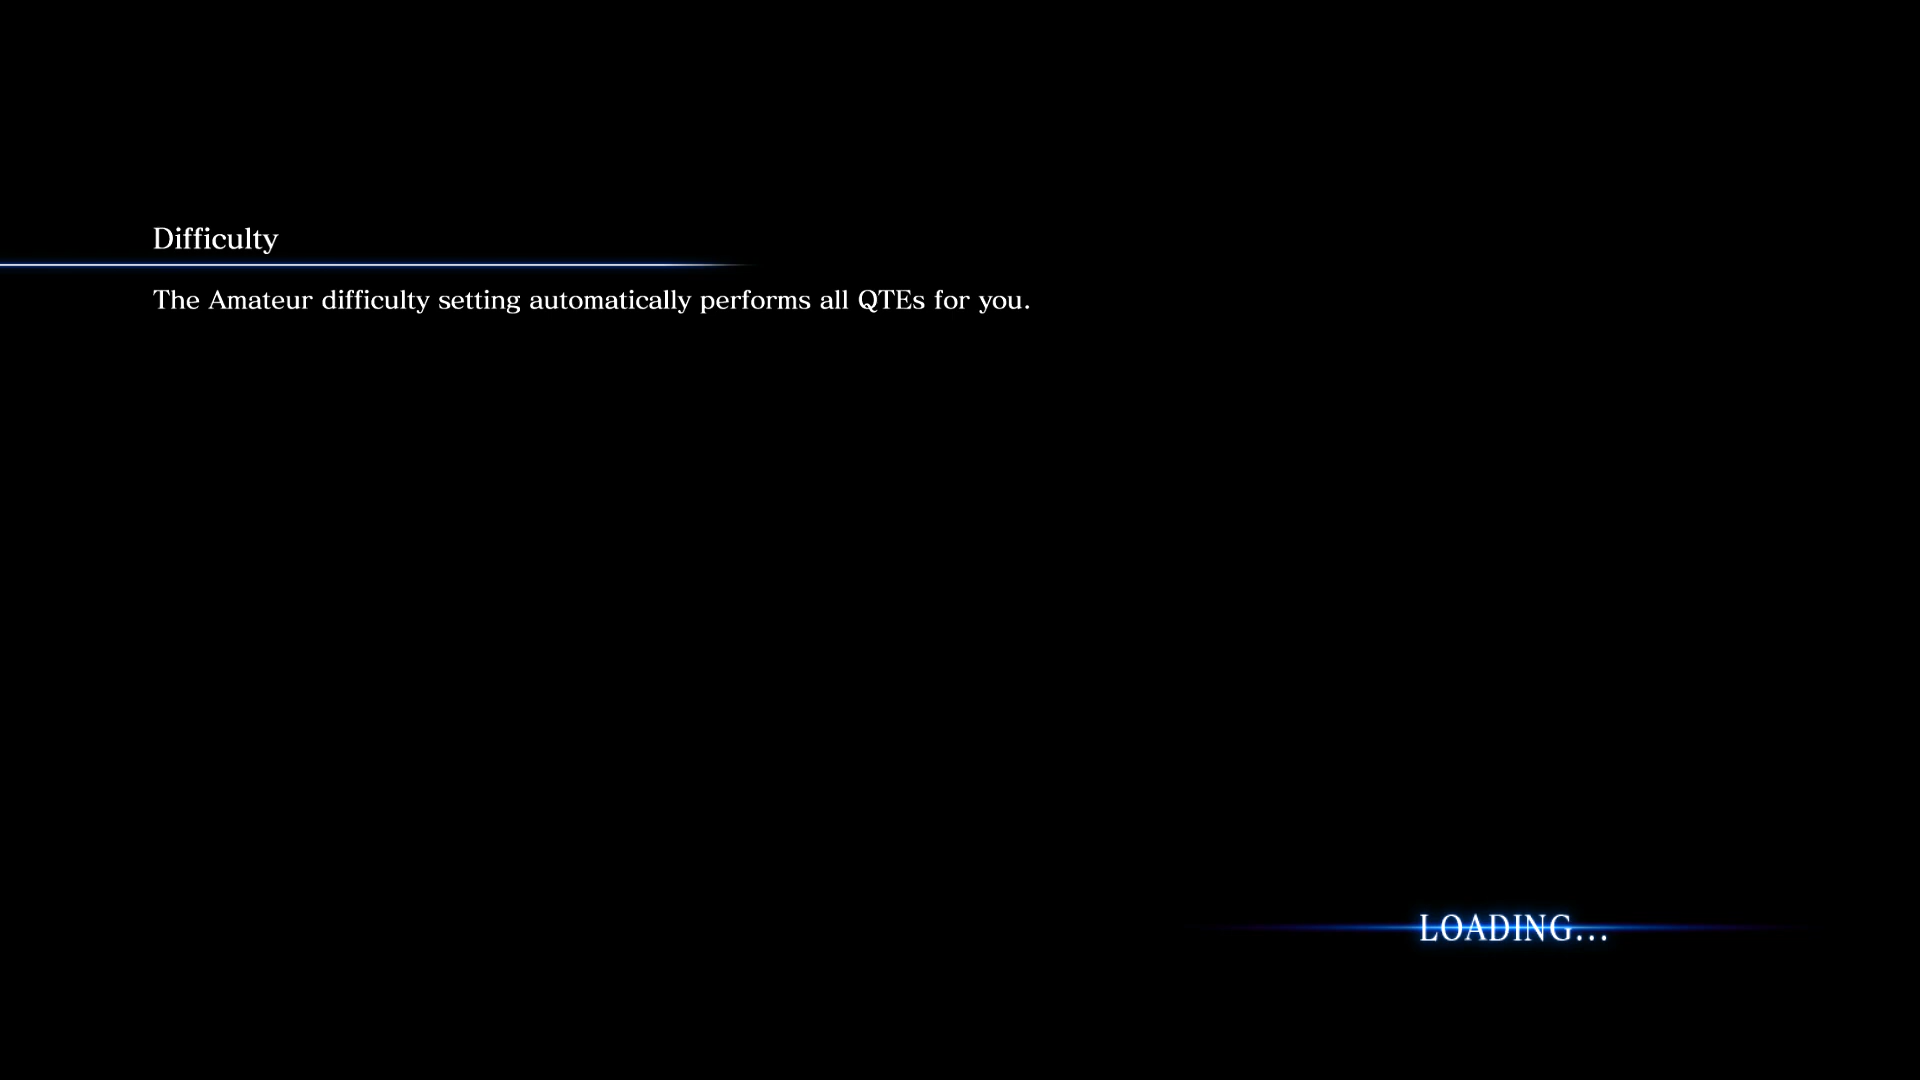 Difficulty
The Amateur difficulty setting automatically performs all QTEs for you.
LOADING...